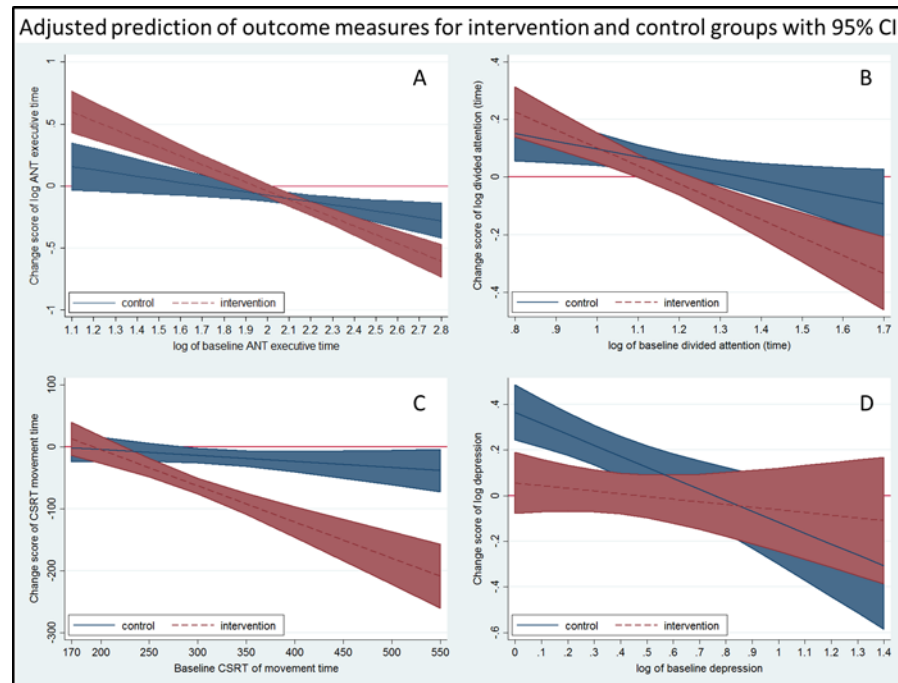 Adjusted prediction of outcome measures for intervention and control groups with 95% CI
A
Change score of log ANT executive time
1
.5
0
-.5
-1
control intervention
1.1 1.2 1.3 1.4 1.5 1.6 1.7 1.8 1.9 2 2.1 2.2 2.3 2.4 2.5 2.6 2.7 2.8
log of baseline ANT executive time
B
Change score of log divided attention (time)
.4
.2
0
-.2
-.4
control intervention
.8 .9 1 1.1 1.2 1.3 1.4 1.5 1.6 1.7
log of baseline divided attention (time)
C
Change score of CSRT movement time
100
0
-100
-200
-300
control intervention
170 200 250 300 350 400 450 500 550
Baseline CSRT of movement time
D
Change score of log depression
.4
.2
0
-.2
-.4
-.6
control intervention
0 .1 .2 .3 .4 .5 .6 .7 .8 .9 1 1.1 1.2 1.3 1.4
log of baseline depression